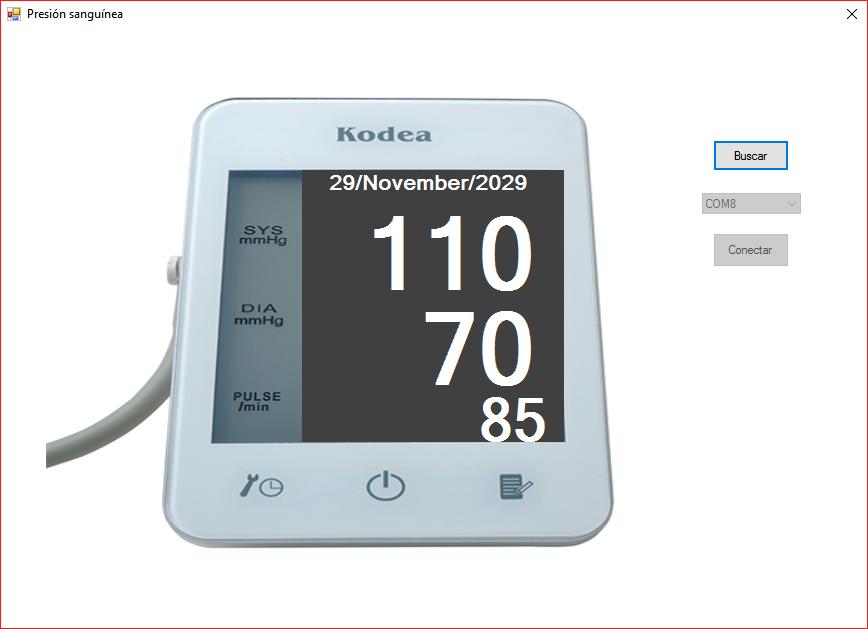 Presión sanguínea
Kodea
Buscar
29/November/2029
COM8
SYS
mmHg
110
Conectar
DIA
mmHg
70
PULSE
/min
85